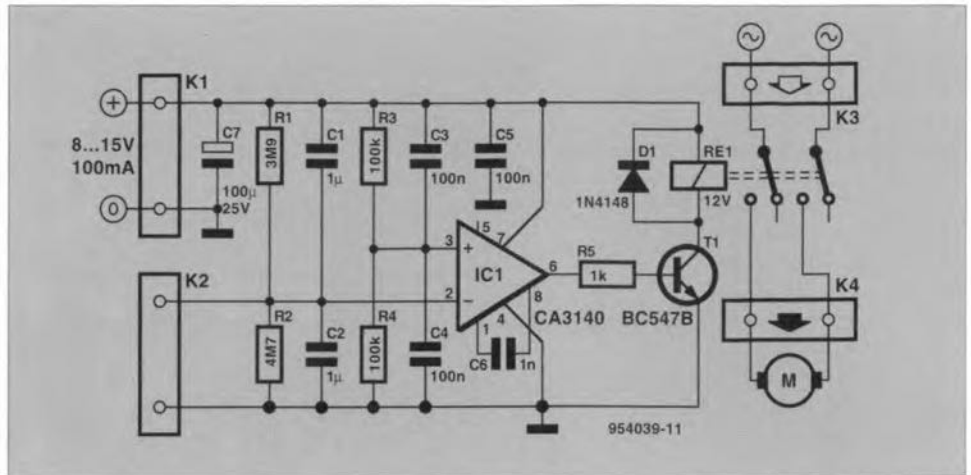 K1
+
8...15V
100mA
0
C7
100µ
25V
R1
3M9
C1
1µ
R3
100k
C3
100n
C5
100n
D1
1N4148
RE1
12V
K3
K2
R2
4M7
C2
1µ
R4
100k
C4
100n
3
+
2
−
5
7
IC1
6
8
1
4
CA3140
C6
1n
R5
1k
T1
BC547B
K4
M
954039-11